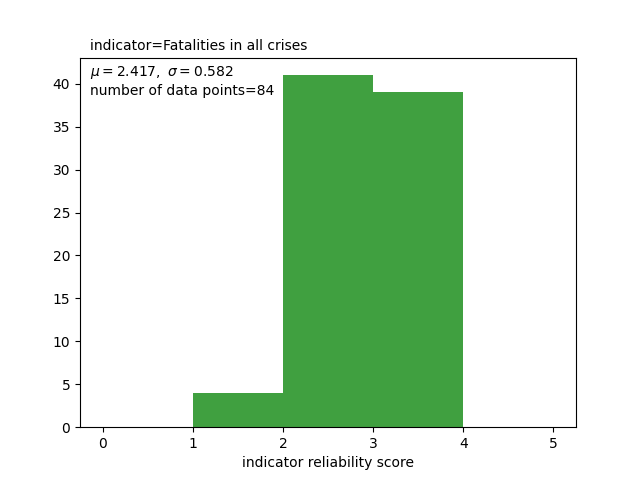 indicator=Fatalities in all crises
μ = 2.417, σ = 0.582
number of data points=84
40
35
30
25
20
15
10
5
0
0 1 2 3 4 5
indicator reliability score